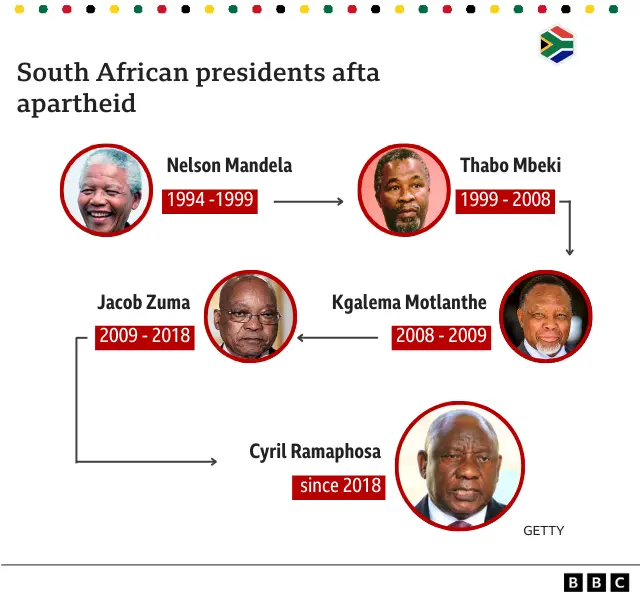 South African presidents afta
apartheid
Nelson Mandela
1994 -1999
Thabo Mbeki
1999 - 2008
Kgalema Motlanthe
2008 - 2009
Jacob Zuma
2009 - 2018
Cyril Ramaphosa
since 2018
GETTY
BBC